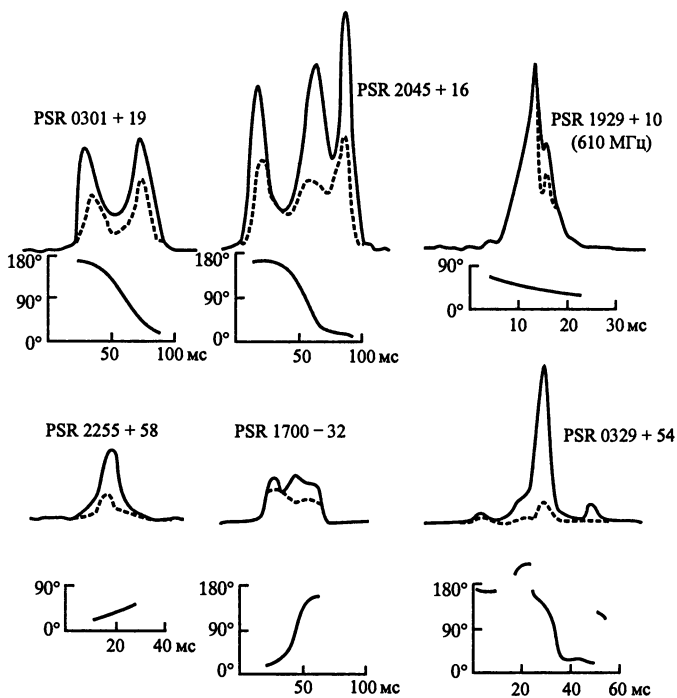 PSR 0301 + 19
PSR 2045 + 16
PSR 1929 + 10
(610 МГц)
180°
90°
0°
50
100 мс
180°
90°
0°
50
100 мс
90°
0°
10
20
30 мс
PSR 2255 + 58
PSR 1700 − 32
PSR 0329 + 54
90°
0°
20
40 мс
180°
90°
0°
50
100 мс
180°
90°
0°
20
40
60 мс